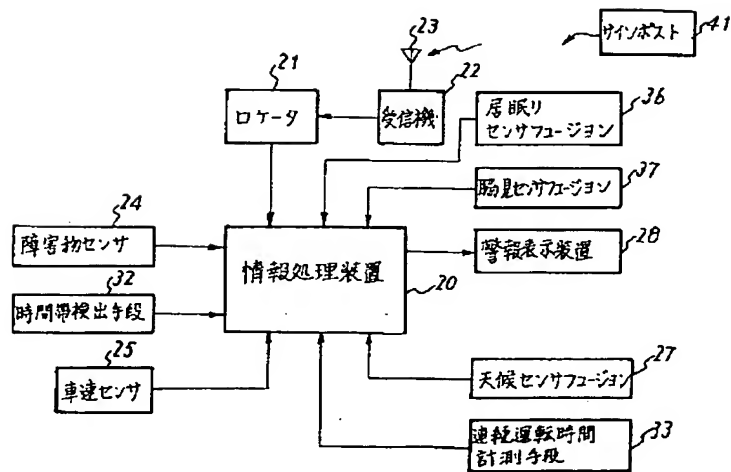 サインポスト
41
23
22
21
ロケータ
受信機
居眠り
センサフュージョン
36
脇見センサフュージョン
37
24
障害物センサ
情報処理装置
20
警報表示装置
28
32
時間帯検出手段
25
車速センサ
天候センサフュージョン
27
連続運転時間
計測手段
33